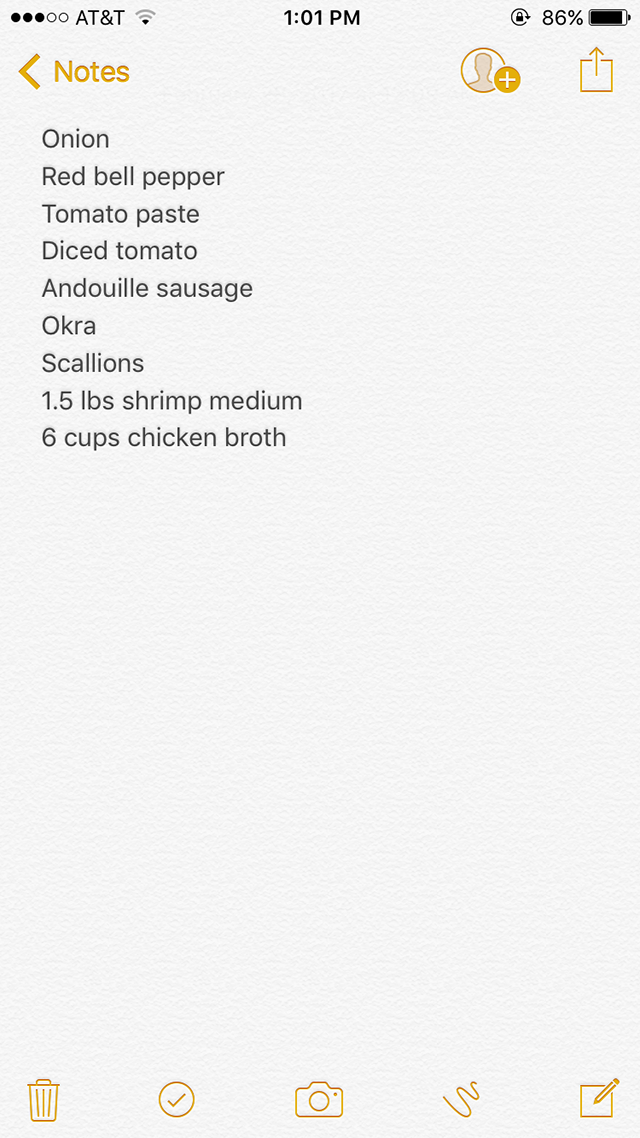 AT&T 1:01 PM 86%
Notes
Onion
Red bell pepper
Tomato paste
Diced tomato
Andouille sausage
Okra
Scallions
1.5 lbs shrimp medium
6 cups chicken broth